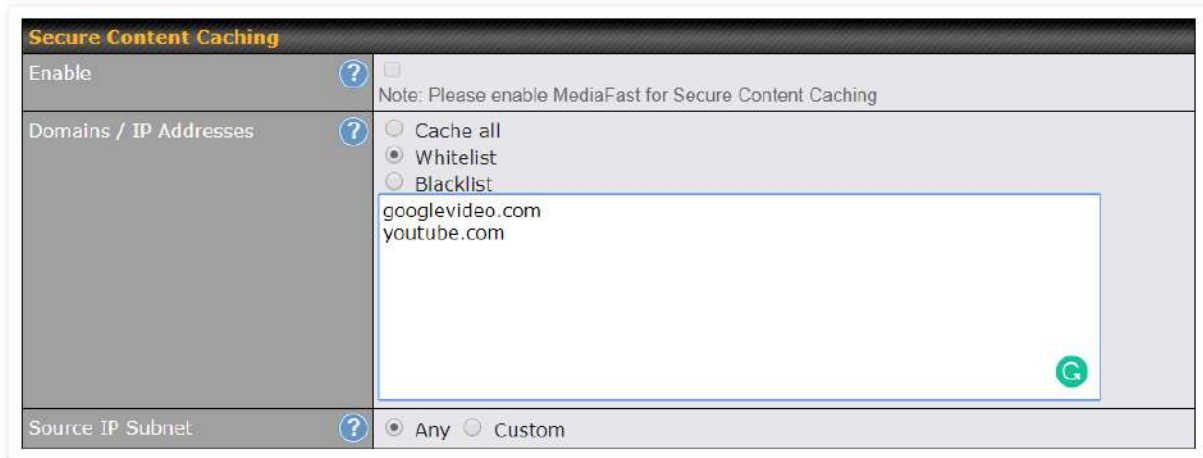 Secure Content Caching
Enable
?
Note: Please enable MediaFast for Secure Content Caching
Domains / IP Addresses
?
Cache all
Whitelist
Blacklist
googlevideo.com
youtube.com
G
Source IP Subnet
?
Any Custom